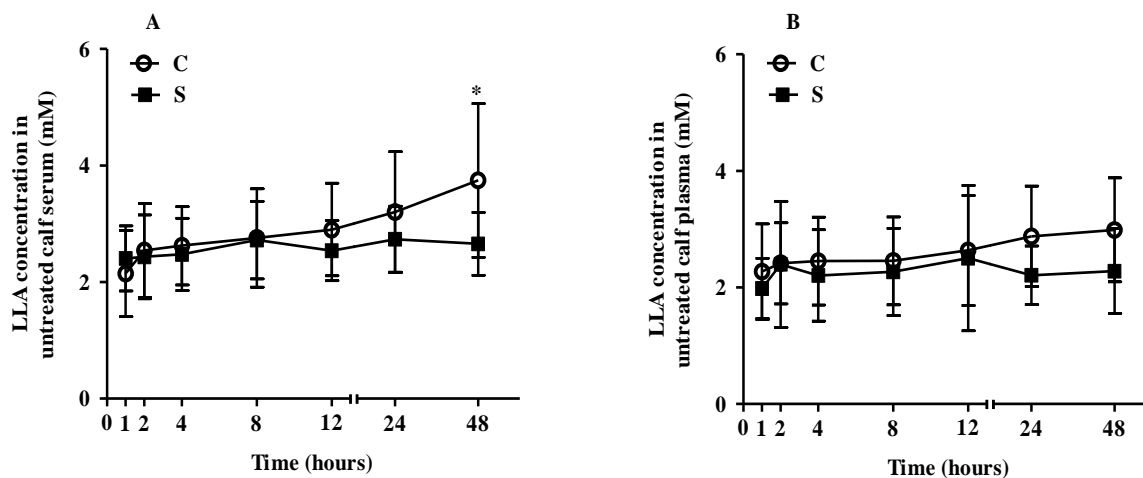 A
6
C
S
*
4
2
0
LLA concentration in
untreated calf serum (mM)
0 1 2 4 8 12 24 48
Time (hours)
B
6
C
S
4
2
0
LLA concentration in
untreated calf plasma (mM)
0 1 2 4 8 12 24 48
Time (hours)